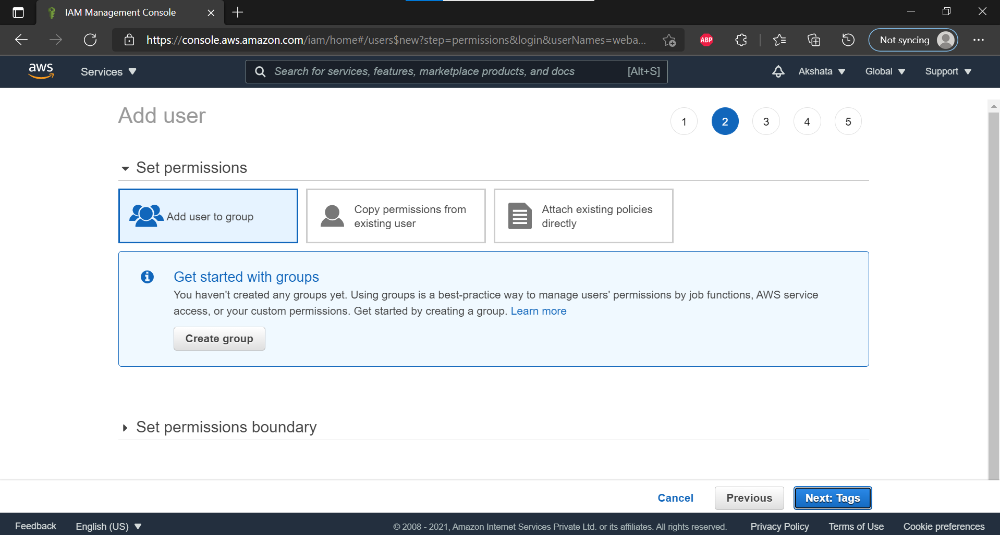 IAM Management Console
https://console.aws.amazon.com/iam/home#/users$new?step=permissions&login&userNames=weba...
ABP
Not syncing
aws
Services
Search for services, features, marketplace products, and docs [Alt+S]
Akshata
Global
Support
Add user
1 2 3 4 5
Set permissions
Add user to group
Copy permissions from
existing user
Attach existing policies
directly
Get started with groups
You haven't created any groups yet. Using groups is a best-practice way to manage users' permissions by job functions, AWS service
access, or your custom permissions. Get started by creating a group. Learn more
Create group
Set permissions boundary
Cancel
Previous
Next: Tags
Feedback
English (US)
© 2008 - 2021, Amazon Internet Services Private Ltd. or its affiliates. All rights reserved.
Privacy Policy
Terms of Use
Cookie preferences